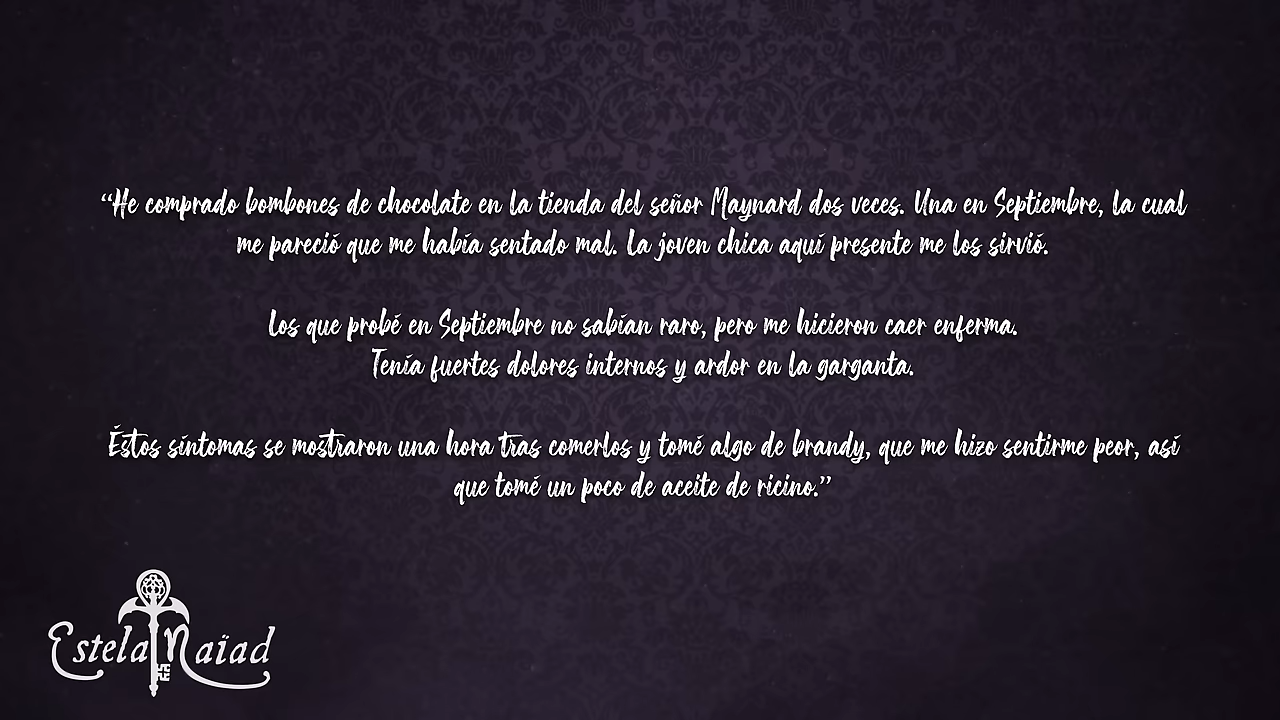 “He comprado bombones de chocolate en la tienda del señor Maynard dos veces. Una en Septiembre, la cual
me pareció que me había sentado mal. La joven chica aquí presente me los sirvió.
Los que probé en Septiembre no sabían raro, pero me hicieron caer enferma.
Tenía fuertes dolores internos y ardor en la garganta.
Éstos síntomas se mostraron una hora tras comerlos y tomé algo de brandy, que me hizo sentirme peor, así
que tomé un poco de aceite de ricino.”
Estela Naïad